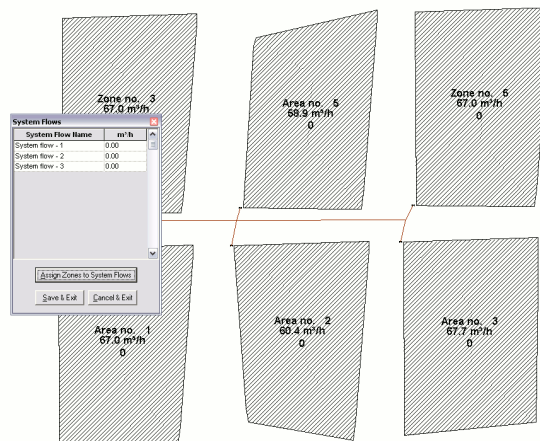 Zone no. 3
67.0 m³/h
Area no. 5
68.9 m³/h
0
Zone no. 6
67.0 m³/h
0
System Flows
System Flow Name m³/h
System flow - 1 0.00
System flow - 2 0.00
System flow - 3 0.00
Assign Zones to System Flows
Save & Exit Cancel & Exit
Area no. 1
67.0 m³/h
0
Area no. 2
60.4 m³/h
0
Area no. 3
67.7 m³/h
0